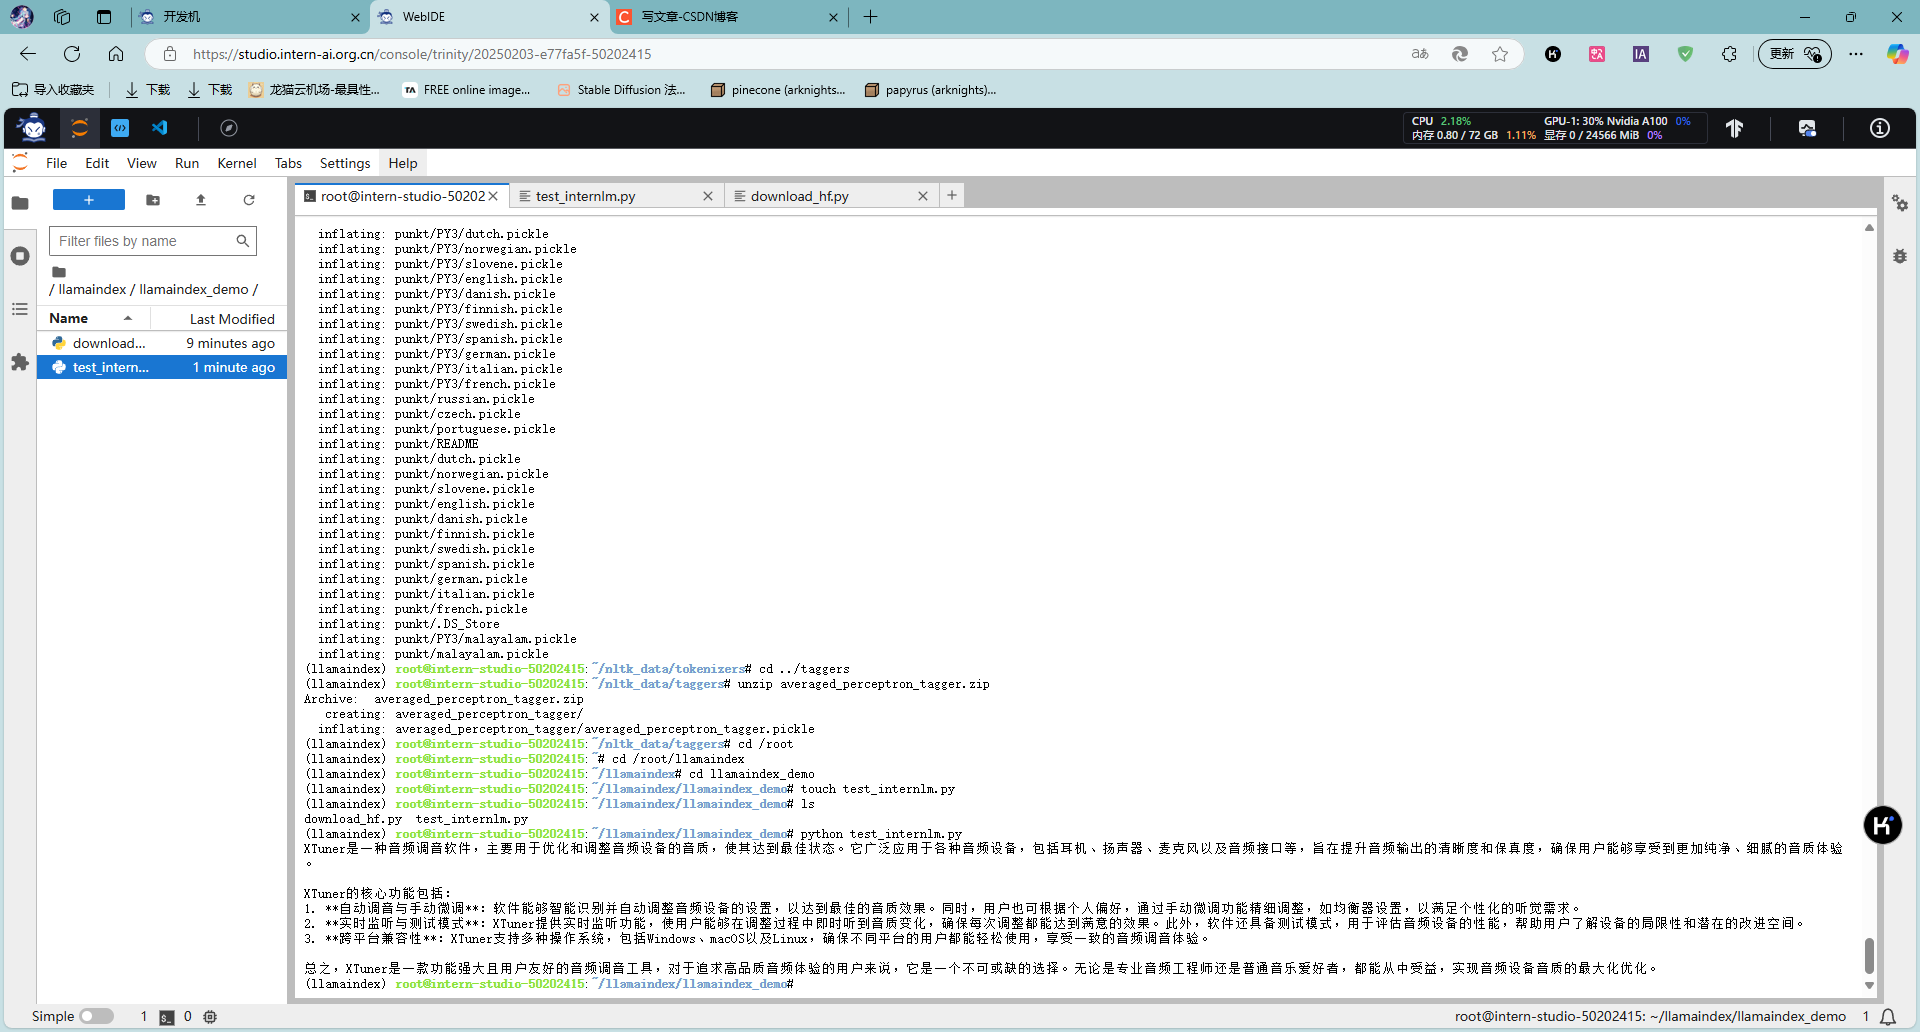 开发机
WebIDE
写文章-CSDN博客
https://studio.intern-ai.org.cn/console/trinity/20250203-e77fa5f-50202415
更新
导入收藏夹
下载
下载
龙猫云机场-最具性...
FREE online image...
Stable Diffusion 法...
pinecone (arknights...
papyrus (arknights)...
CPU 2.18% GPU-1: 30% Nvidia A100 0%
内存 0.80 / 72 GB 1.11% 显存 0 / 24566 MiB 0%
File Edit View Run Kernel Tabs Settings Help
root@intern-studio-50202
test_internlm.py
download_hf.py
Filter files by name
/ llamaindex / llamaindex_demo /
Name Last Modified
download... 9 minutes ago
test_intern... 1 minute ago
inflating: punkt/PY3/dutch.pickle
inflating: punkt/PY3/norwegian.pickle
inflating: punkt/PY3/slovene.pickle
inflating: punkt/PY3/english.pickle
inflating: punkt/PY3/danish.pickle
inflating: punkt/PY3/finnish.pickle
inflating: punkt/PY3/swedish.pickle
inflating: punkt/PY3/spanish.pickle
inflating: punkt/PY3/german.pickle
inflating: punkt/PY3/italian.pickle
inflating: punkt/PY3/french.pickle
inflating: punkt/russian.pickle
inflating: punkt/czech.pickle
inflating: punkt/portuguese.pickle
inflating: punkt/README
inflating: punkt/dutch.pickle
inflating: punkt/norwegian.pickle
inflating: punkt/slovene.pickle
inflating: punkt/english.pickle
inflating: punkt/danish.pickle
inflating: punkt/finnish.pickle
inflating: punkt/swedish.pickle
inflating: punkt/spanish.pickle
inflating: punkt/german.pickle
inflating: punkt/italian.pickle
inflating: punkt/french.pickle
inflating: punkt/.DS_Store
inflating: punkt/PY3/malayalam.pickle
inflating: punkt/malayalam.pickle
(llamaindex) root@intern-studio-50202415:~/nltk_data/tokenizers# cd ../taggers
(llamaindex) root@intern-studio-50202415:~/nltk_data/taggers# unzip averaged_perceptron_tagger.zip
Archive:  averaged_perceptron_tagger.zip
creating: averaged_perceptron_tagger/
inflating: averaged_perceptron_tagger/averaged_perceptron_tagger.pickle
(llamaindex) root@intern-studio-50202415:~/nltk_data/taggers# cd /root
(llamaindex) root@intern-studio-50202415:~# cd /root/llamaindex
(llamaindex) root@intern-studio-50202415:~/llamaindex# cd llamaindex_demo
(llamaindex) root@intern-studio-50202415:~/llamaindex/llamaindex_demo# touch test_internlm.py
(llamaindex) root@intern-studio-50202415:~/llamaindex/llamaindex_demo# ls
download_hf.py  test_internlm.py
(llamaindex) root@intern-studio-50202415:~/llamaindex/llamaindex_demo# python test_internlm.py
XTuner是一种音频调音软件，主要用于优化和调整音频设备的音质，使其达到最佳状态。它广泛应用于各种音频设备，包括耳机、扬声器、麦克风以及音频接口等，旨在提升音频输出的清晰度和保真度，确保用户能够享受到更加纯净、细腻的音质体验
。
XTuner的核心功能包括：
1. **自动调音与手动微调**：软件能够智能识别并自动调整音频设备的设置，以达到最佳的音质效果。同时，用户也可根据个人偏好，通过手动微调功能精细调整，如均衡器设置，以满足个性化的听觉需求。
2. **实时监听与测试模式**：XTuner提供实时监听功能，使用户能够在调整过程中即时听到音质变化，确保每次调整都能达到满意的效果。此外，软件还具备测试模式，用于评估音频设备的性能，帮助用户了解设备的局限性和潜在的改进空间。
3. **跨平台兼容性**：XTuner支持多种操作系统，包括Windows、macOS以及Linux，确保不同平台的用户都能轻松使用，享受一致的音频调音体验。
总之，XTuner是一款功能强大且用户友好的音频调音工具，对于追求高品质音频体验的用户来说，它是一个不可或缺的选择。无论是专业音频工程师还是普通音乐爱好者，都能从中受益，实现音频设备音质的最大化优化。
(llamaindex) root@intern-studio-50202415:~/llamaindex/llamaindex_demo#
Simple 1 0
root@intern-studio-50202415: ~/llamaindex/llamaindex_demo 1